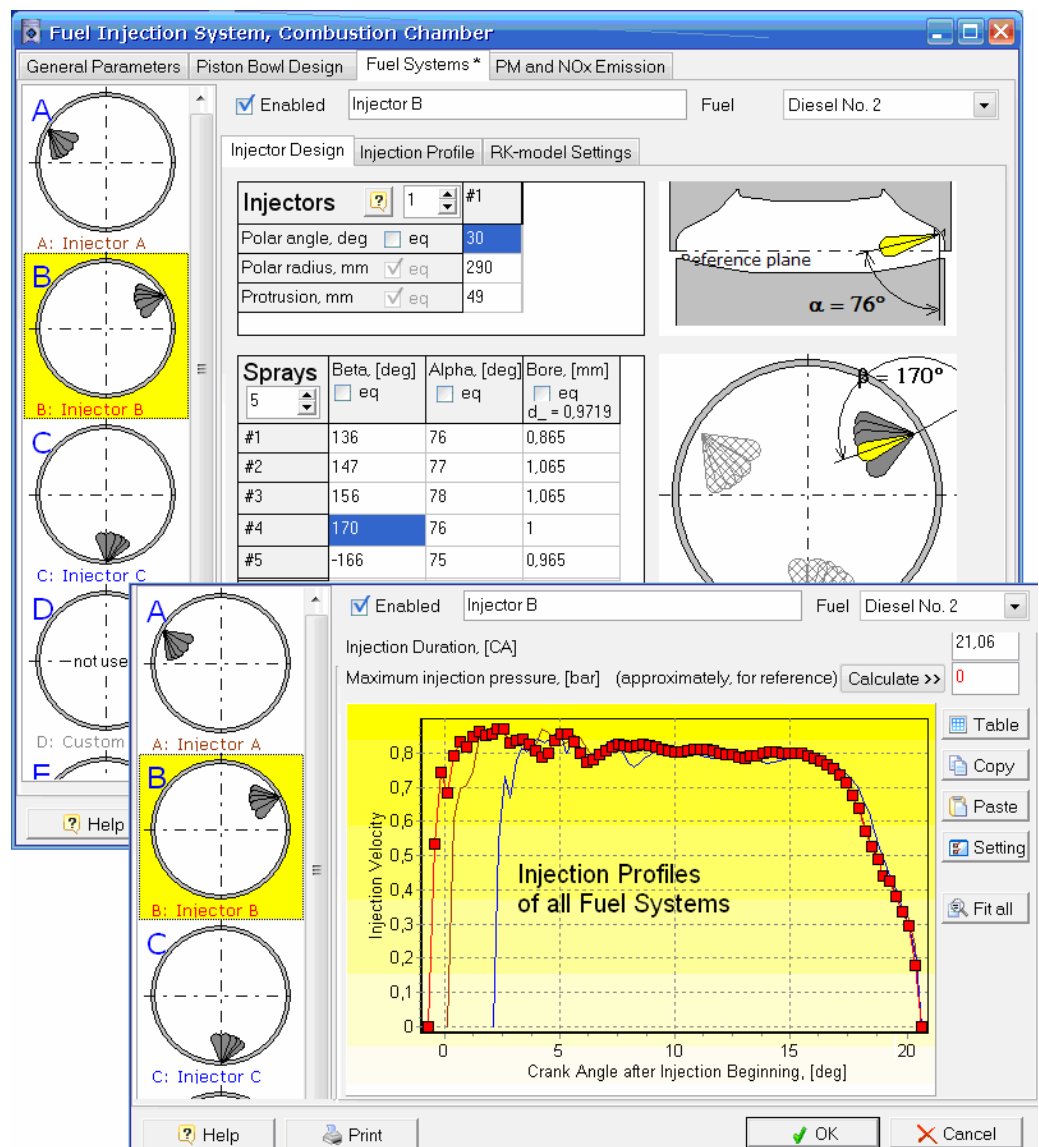 Fuel Injection System, Combustion Chamber
General Parameters Piston Bowl Design Fuel Systems * PM and NOx Emission
A
A: Injector A
B
B: Injector B
C
C: Injector C
D
not use
D: Custom
Enabled Injector B Fuel Diesel No. 2
Injector Design Injection Profile RK-model Settings
Injectors 1 #1
Polar angle, deg eq 30
Polar radius, mm eq 290
Protrusion, mm eq 49
Reference plane
α = 76°
Sprays Beta, [deg] Alpha, [deg] Bore, [mm]
5 eq eq eq
d_ = 0,9719
#1 136 76 0,865
#2 147 77 1,065
#3 156 78 1,065
#4 170 76 1
#5 -166 75 0,965
β = 170°
? Help
A
A: Injector A
B
B: Injector B
C
C: Injector C
Enabled Injector B Fuel Diesel No. 2
Injection Duration, [CA] 21,06
Maximum injection pressure, [bar] (approximately, for reference) Calculate >> 0
Table
Copy
Paste
Setting
Fit all
Injection Velocity
0,8
0,7
0,6
0,5
0,4
0,3
0,2
0,1
0
Injection Profiles
of all Fuel Systems
0 5 10 15 20
Crank Angle after Injection Beginning, [deg]
? Help Print OK Cancel